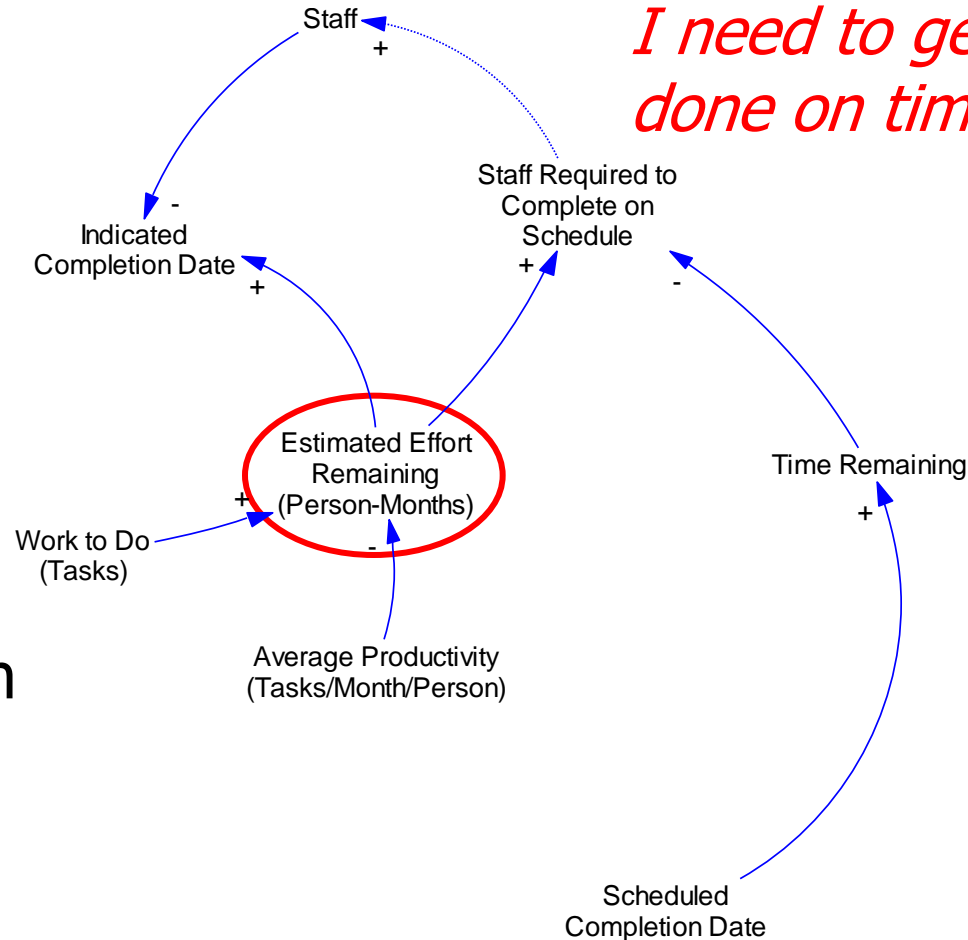 Staff
+
I need to ge
done on tim
Staff Required to
Complete on
Schedule
-
Indicated
Completion Date
+
+
-
Estimated Effort
Remaining
(Person-Months)
Time Remaining
+
+
Work to Do
(Tasks)
-
Average Productivity
(Tasks/Month/Person)
Scheduled
Completion Date